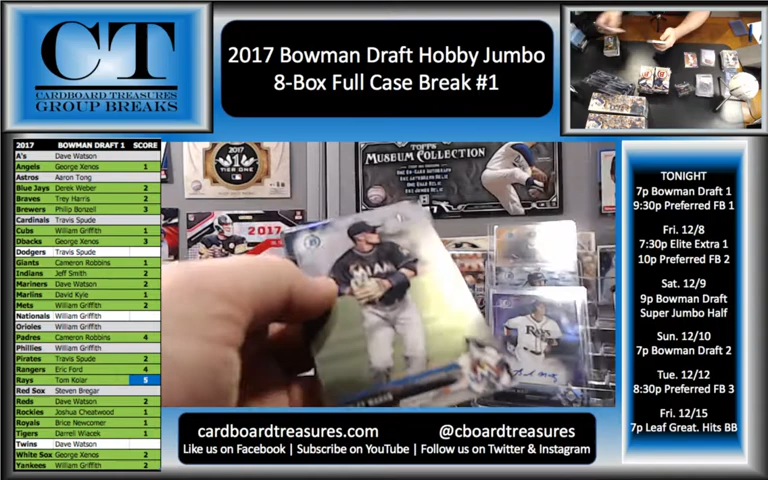 CT
CARDBOARD TREASURES
GROUP BREAKS
2017 Bowman Draft Hobby Jumbo
8-Box Full Case Break #1
2017 BOWMAN DRAFT 1 SCORE
A's Dave Watson
Angels George Xenos 1
Astros Aaron Tong
Blue Jays Derek Weber 2
Braves Trey Harris 2
Brewers Philip Bonzell 3
Cardinals Travis Spude
Cubs William Griffith 1
Dbacks George Xenos 3
Dodgers Travis Spude
Giants Cameron Robbins 1
Indians Jeff Smith 2
Mariners Dave Watson 2
Marlins David Kyle 1
Mets William Griffith 2
Nationals William Griffith
Orioles William Griffith
Padres Cameron Robbins 4
Phillies William Griffith
Pirates Travis Spude 2
Rangers Eric Ford 4
Rays Tom Kolar 5
Red Sox Steven Bregar
Reds Dave Watson 2
Rockies Joshua Cheatwood 1
Royals Brice Newcomer 1
Tigers Darrell Wiacek 1
Twins Dave Watson
White Sox George Xenos 2
Yankees William Griffith 2
2017
TIER ONE
TOPPS
MUSEUM COLLECTION
2017
RAYS
TONIGHT
7p Bowman Draft 1
9:30p Preferred FB 1
Fri. 12/8
7:30p Elite Extra 1
10p Preferred FB 2
Sat. 12/9
9p Bowman Draft
Super Jumbo Half
Sun. 12/10
7p Bowman Draft 2
Tue. 12/12
8:30p Preferred FB 3
Fri. 12/15
7p Leaf Great. Hits BB
cardboardtreasures.com @cboardtreasures
Like us on Facebook | Subscribe on YouTube | Follow us on Twitter & Instagram